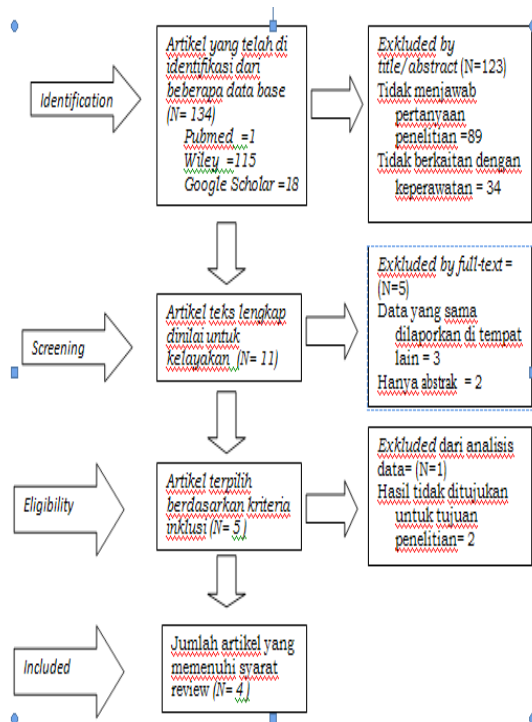 Identification
Artikel yang telah di
identifikasi dari
beberapa data base
(N= 134)
Pubmed =1
Wiley =115
Google Scholar =18
Exkluded by
title/abstract (N=123)
Tidak menjawab
pertanyaan
penelitian =89
Tidak berkaitan dengan
keperawatan = 34
Screening
Artikel teks lengkap
dinilai untuk
kelayakan (N= 11)
Exkluded by full-text =
(N=5)
Data yang sama
dilaporkan di tempat
lain = 3
Hanya abstrak = 2
Eligibility
Artikel terpilih
berdasarkan kriteria
inklusi (N= 5 )
Exkluded dari analisis
data= (N=1)
Hasil tidak ditujukan
untuk tujuan
penelitian= 2
Included
Jumlah artikel yang
memenuhi syarat
review (N= 4 )